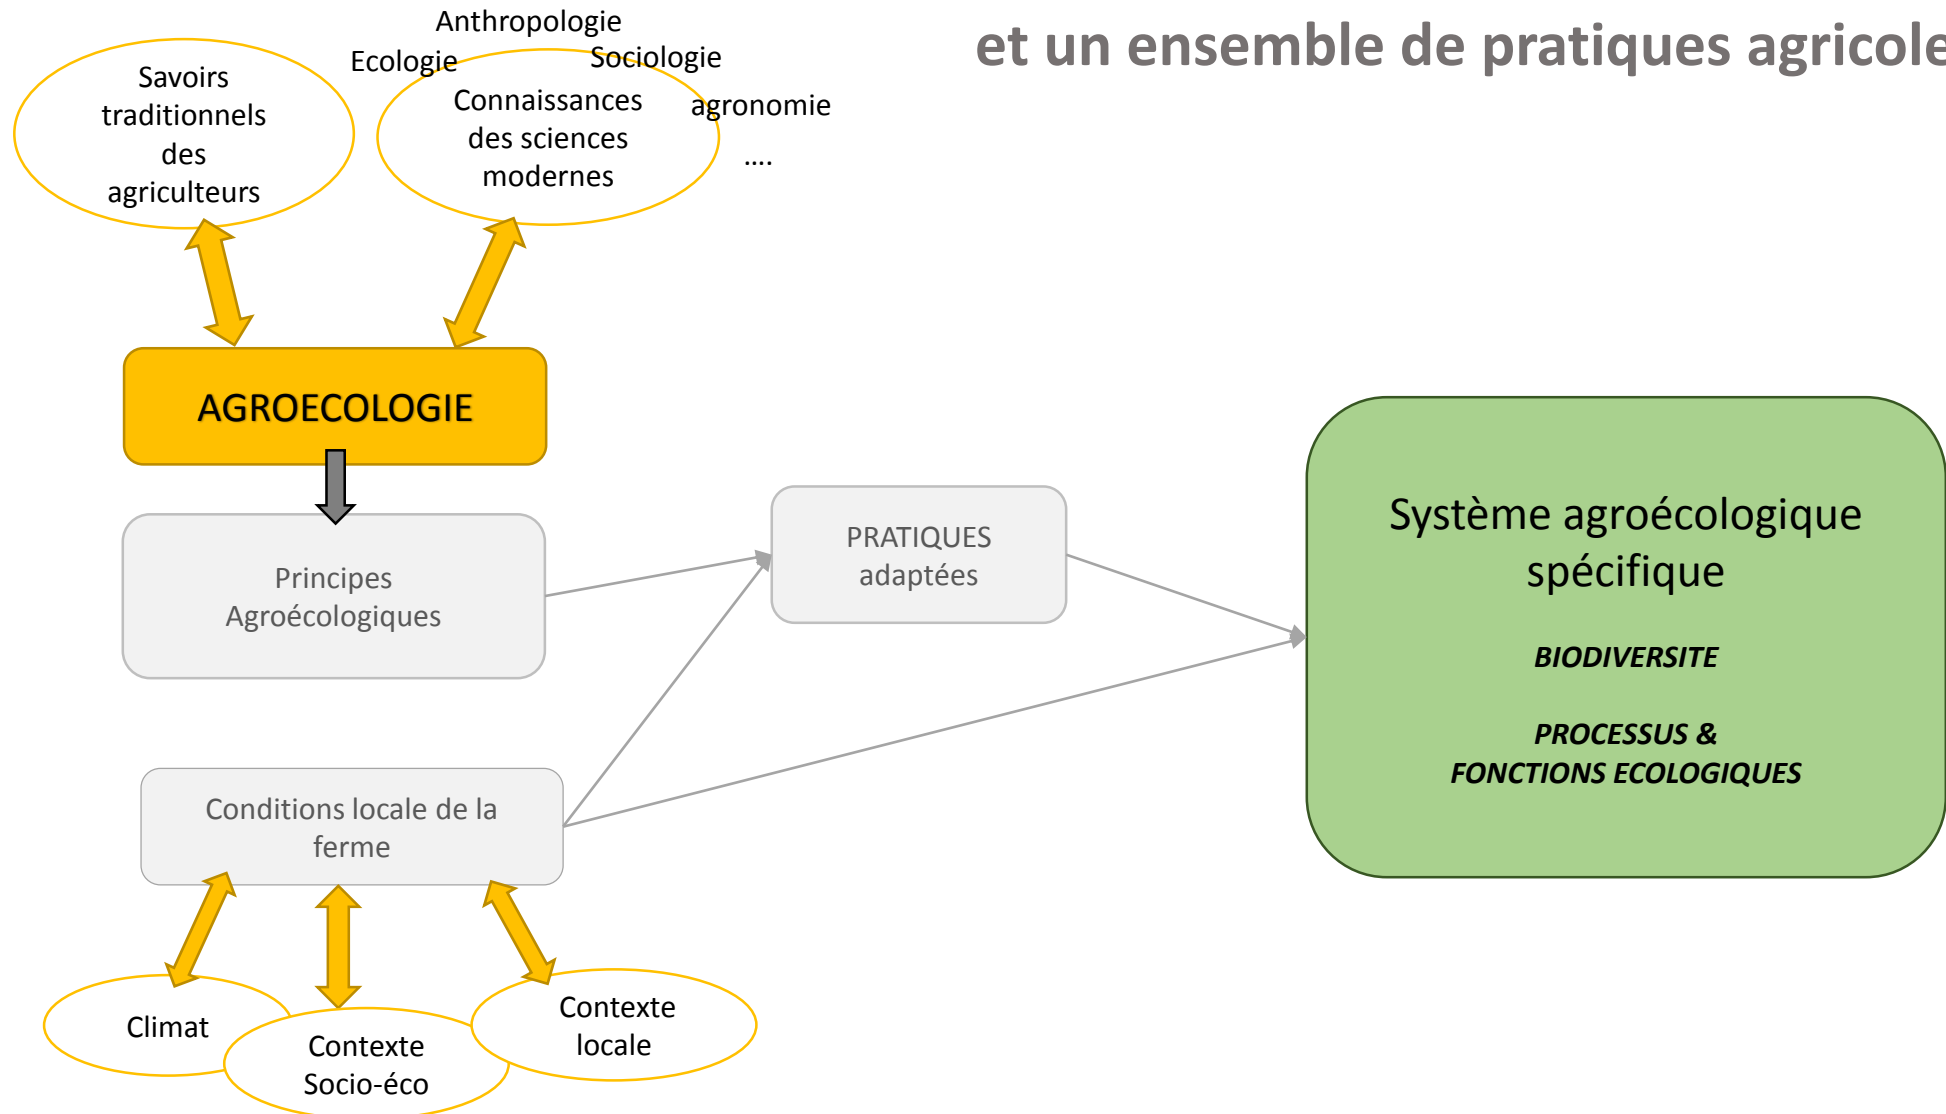 et un ensemble de pratiques agricole
Anthropologie
Ecologie
Sociologie
agronomie
....
Savoirs
traditionnels
des
agriculteurs
Connaissances
des sciences
modernes
AGROECOLOGIE
Principes
Agroécologiques
PRATIQUES
adaptées
Système agroécologique
spécifique
BIODIVERSITE
PROCESSUS &
FONCTIONS ECOLOGIQUES
Conditions locale de la
ferme
Climat
Contexte
Socio-éco
Contexte
locale